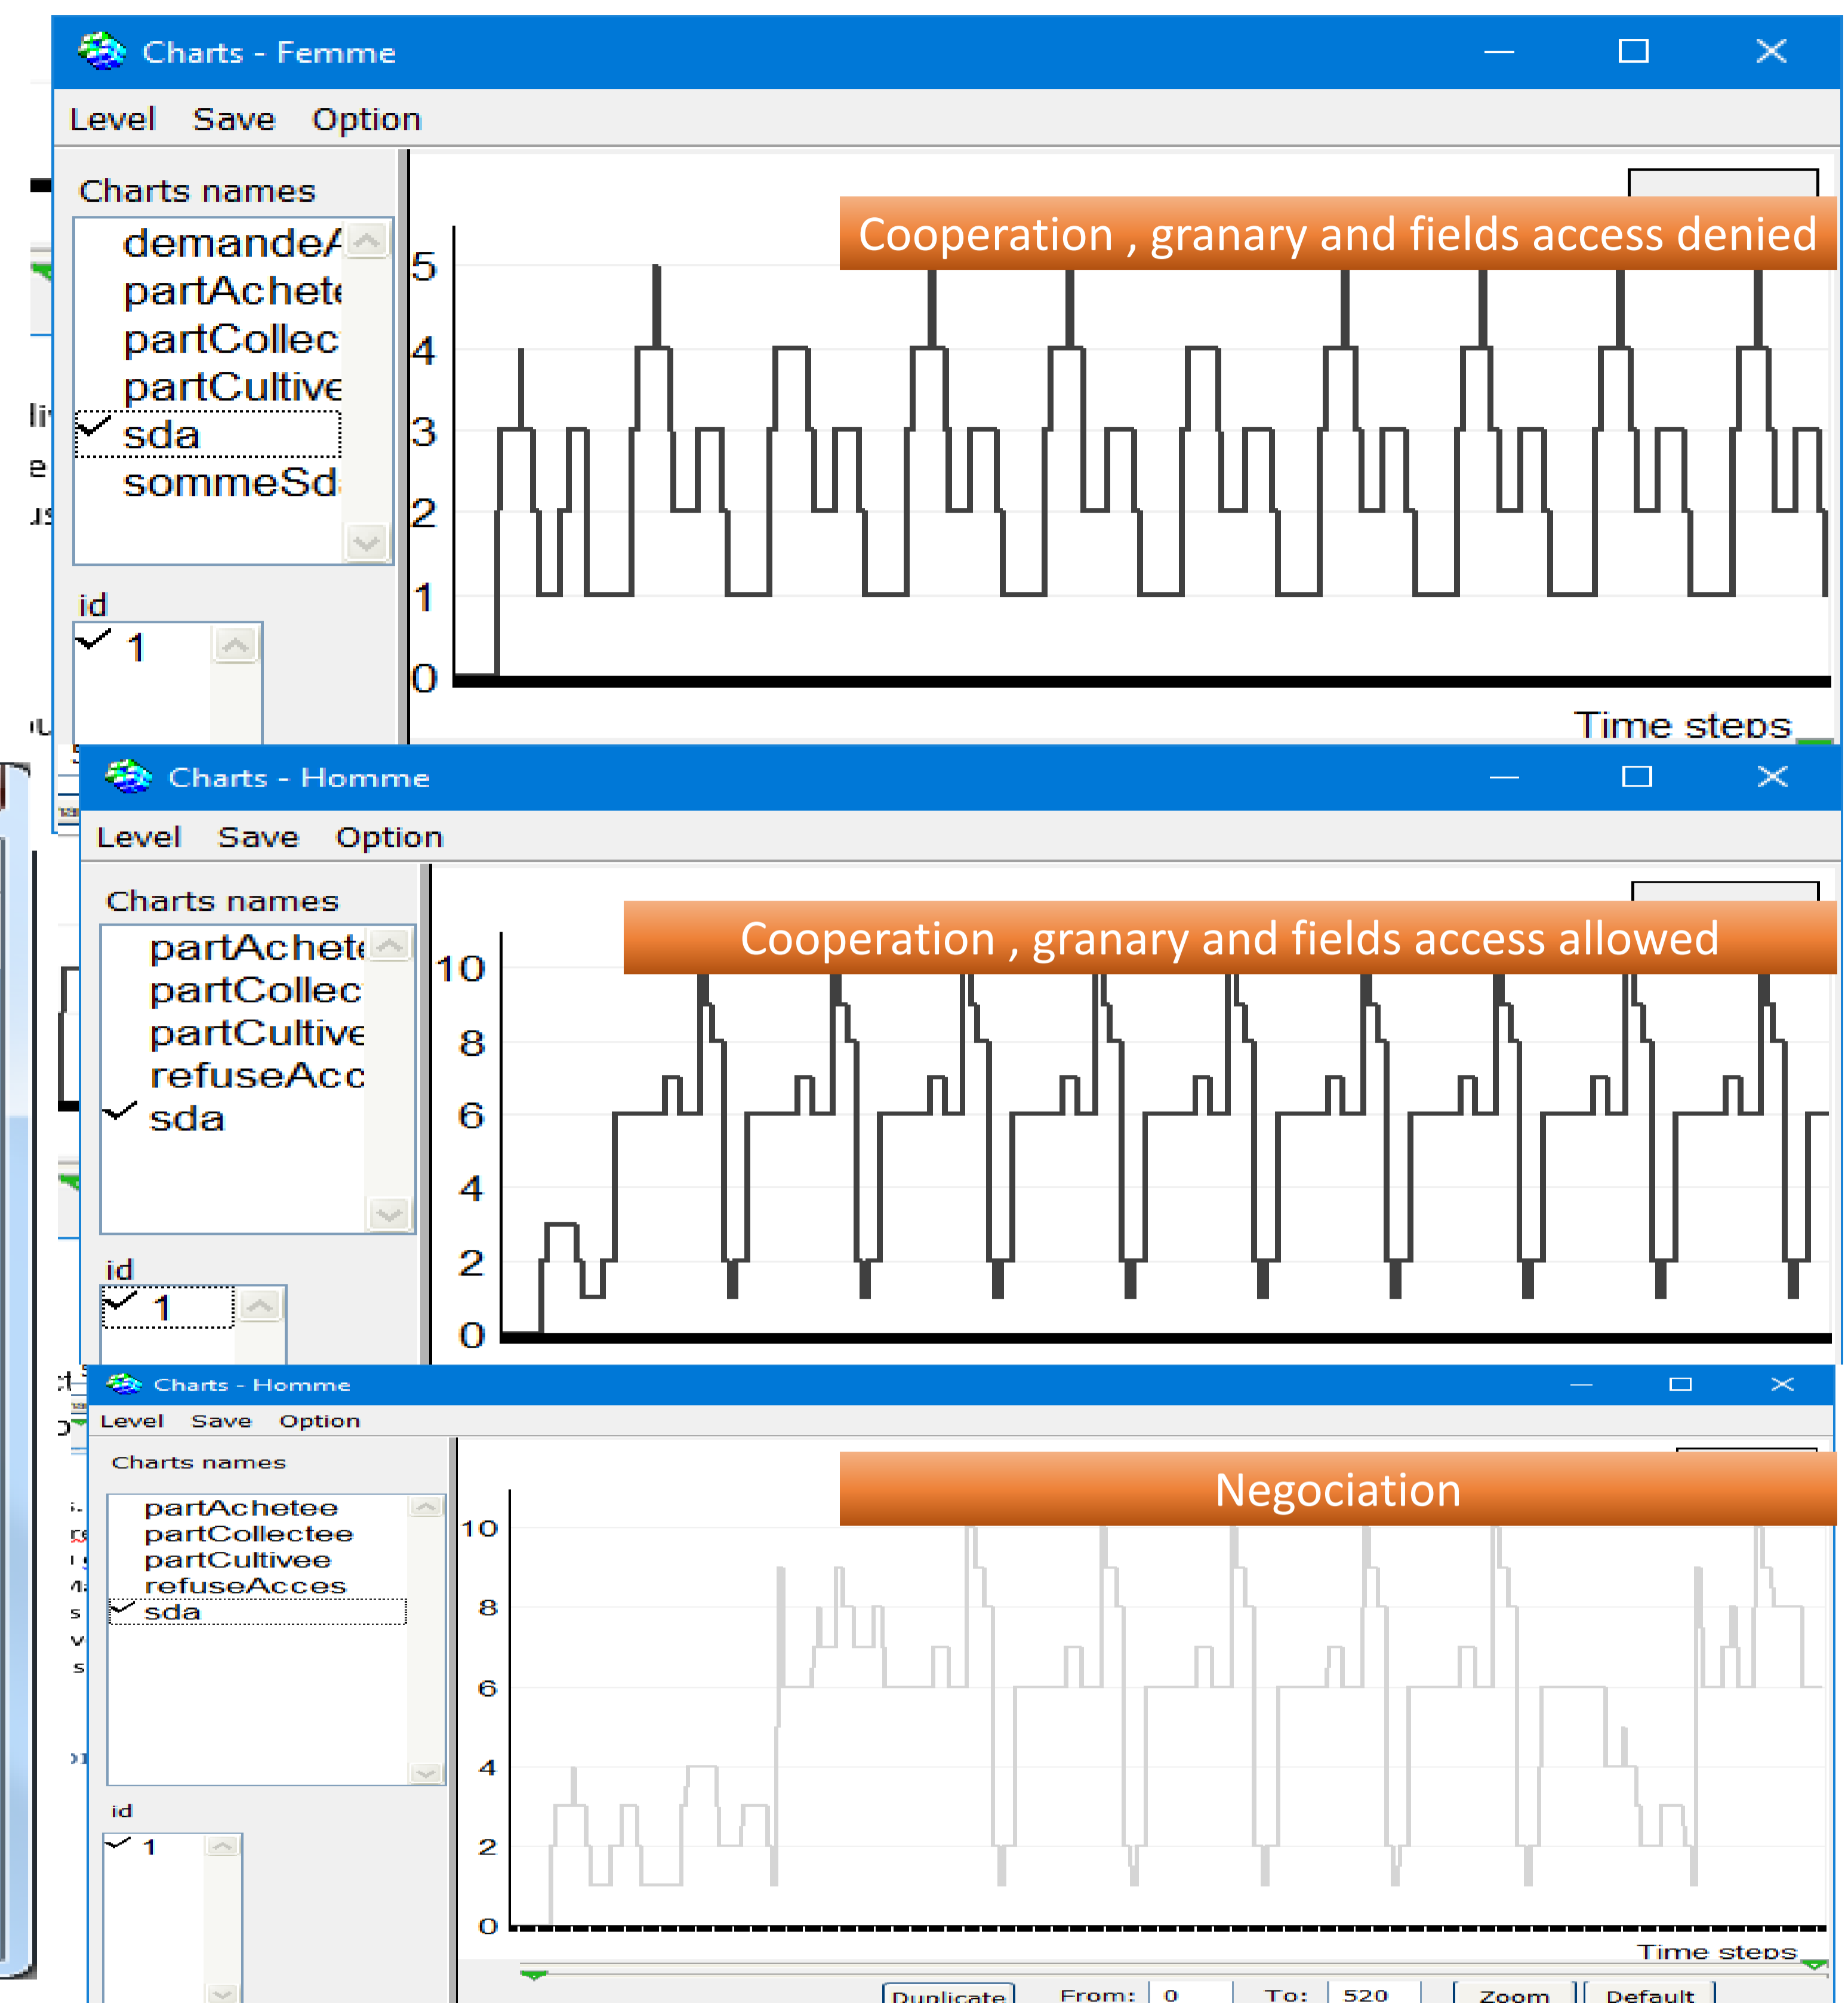 Charts - Femme
Level Save Option
Charts names
Cooperation , granary and fields access denied
demandeA
partAchete
partCollec
partCultive
sda
sommeSd
id
1
5
4
3
2
1
0
Time steps
Charts - Homme
Level Save Option
Charts names
Cooperation , granary and fields access allowed
partAchete
partCollec
partCultive
refuseAcc
sda
id
1
10
8
6
4
2
0
Charts - Homme
Level Save Option
Charts names
Negociation
partAchetee
partCollectee
partCultivee
refuseAcces
sda
id
1
10
8
6
4
2
0
Time steps
Duplicate From: 0 To: 520 Zoom Default